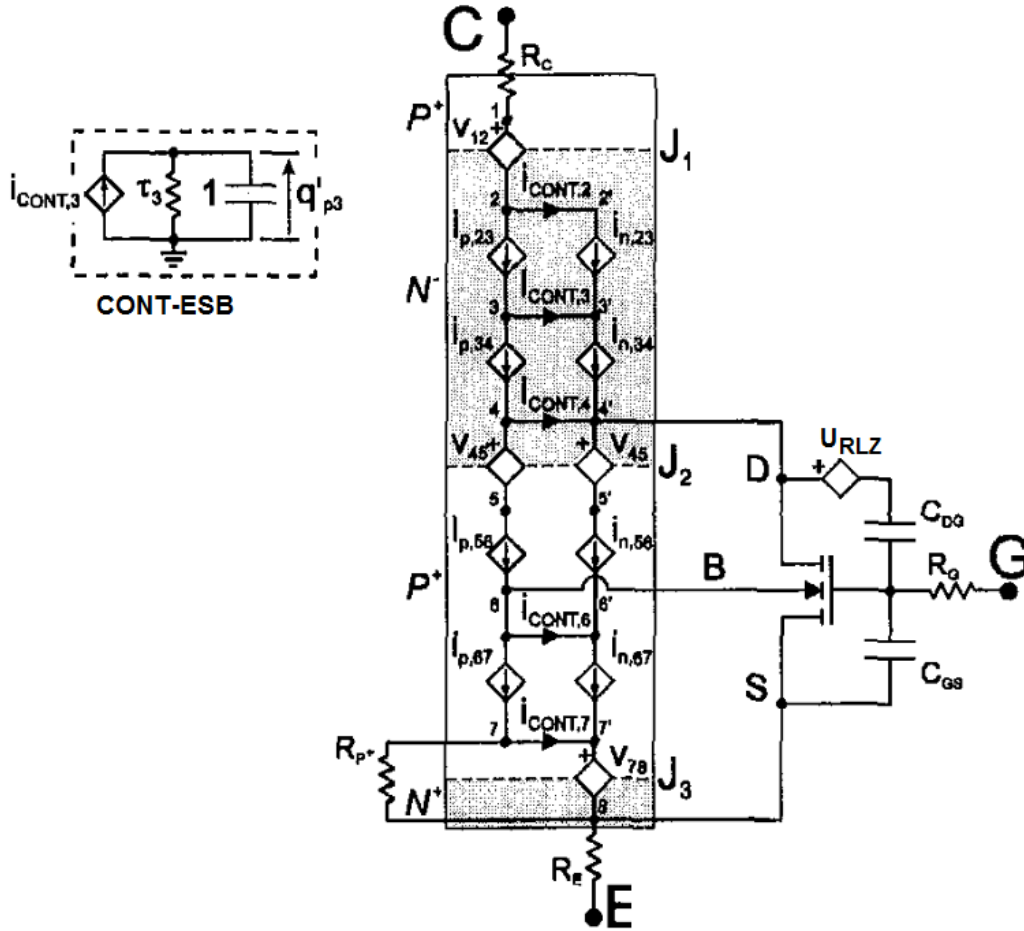 C
R_C
P⁺
1
V₁₂
+
J₁
i_CONT,2
2
2'
i_p,23
i_n,23
N⁻
i_CONT,3
3
3'
i_p,34
i_n,34
i_CONT,4
4
4'
V₄₅
+
+
V₄₅
J₂
5
5'
i_p,56
i_n,56
P⁺
6
6'
i_CONT,6
i_p,67
i_n,67
i_CONT,7
7
7'
R_P⁺
+
V₇₈
J₃
N⁺
8
R_E
E
i_CONT,3
τ₃
1
q'_p3
CONT-ESB
D
+
U_RLZ
C_DG
B
R_G
G
S
C_GS